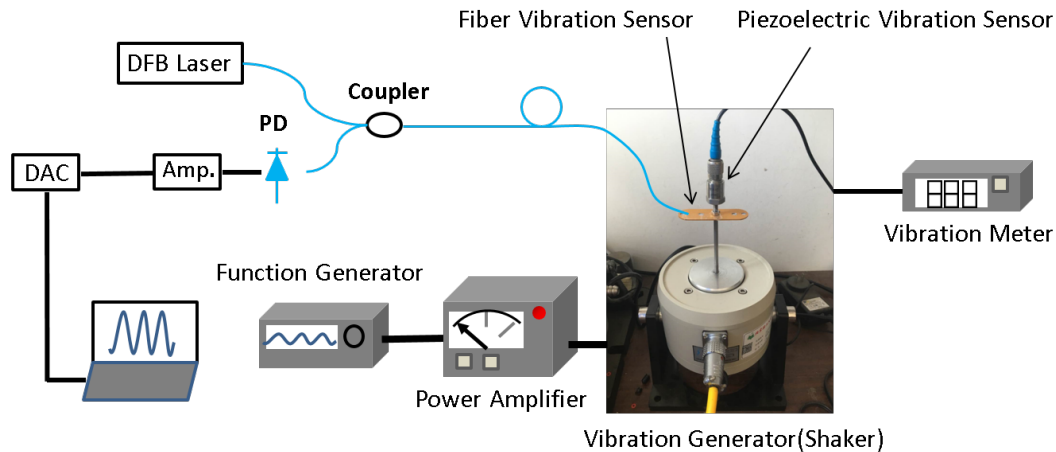 Fiber Vibration Sensor
Piezoelectric Vibration Sensor
DFB Laser
Coupler
PD
DAC
Amp.
Vibration Meter
Function Generator
Power Amplifier
Vibration Generator(Shaker)